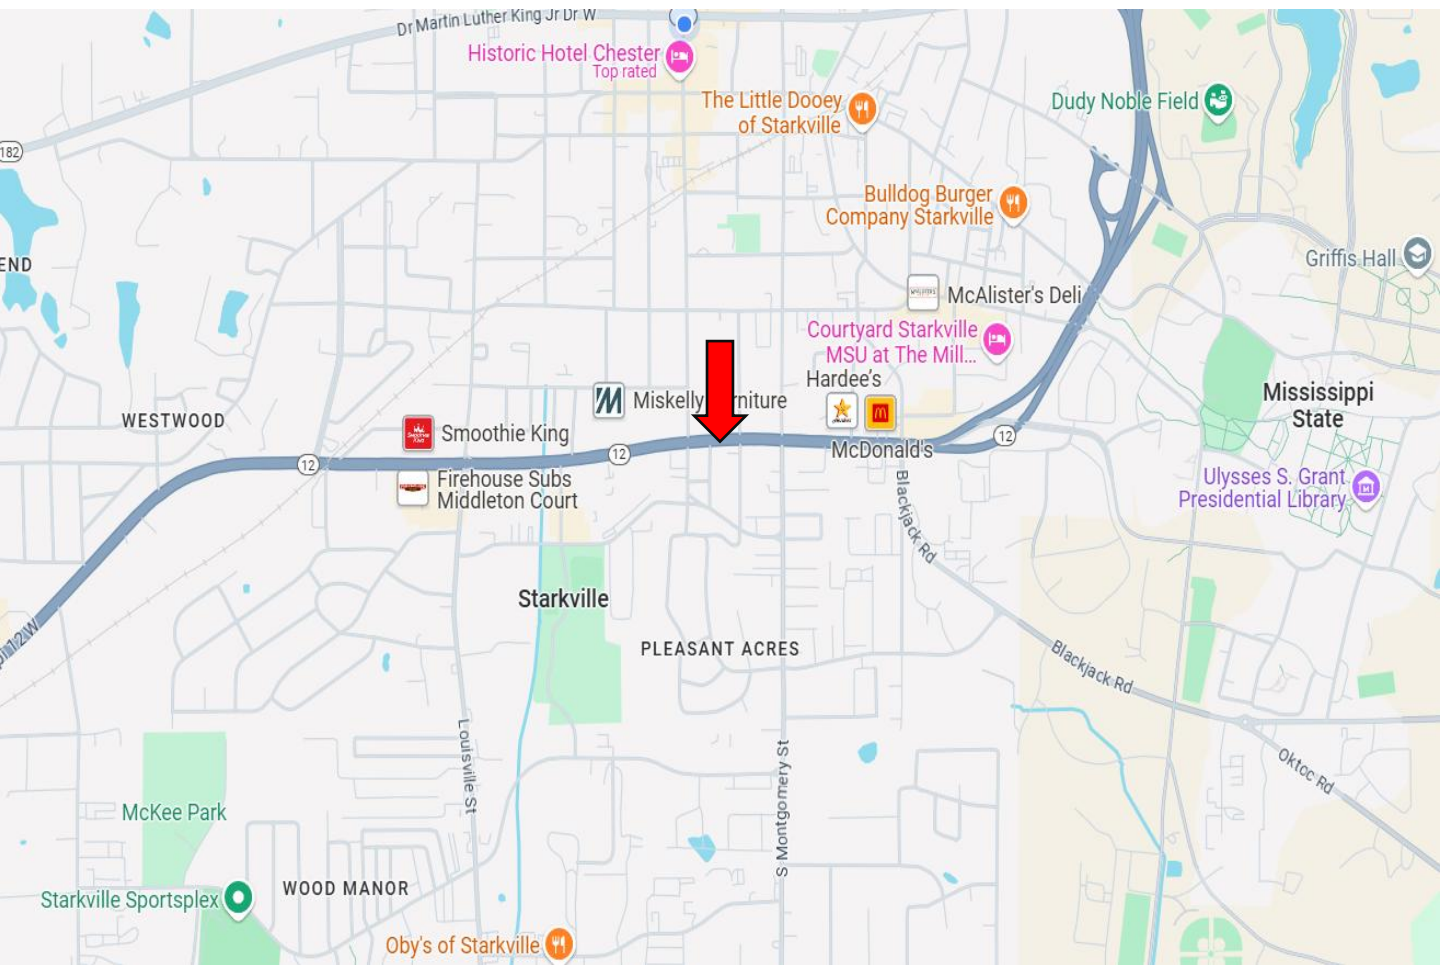 Dr Martin Luther King Jr Dr W
Historic Hotel Chester
Top rated
The Little Dooey
of Starkville
Dudy Noble Field
182
Bulldog Burger
Company Starkville
Griffis Hall
END
McAlister's Deli
Courtyard Starkville
MSU at The Mill...
Hardee's
Miskelly
Mississippi
State
WESTWOOD
Smoothie King
12
12
12
McDonald's
Firehouse Subs
Middleton Court
Ulysses S. Grant
Presidential Library
Blackjack Rd
Starkville
PLEASANT ACRES
12 W
Blackjack Rd
Louisville St
S Montgomery St
Oktoc Rd
McKee Park
WOOD MANOR
Starkville Sportsplex
Oby's of Starkville